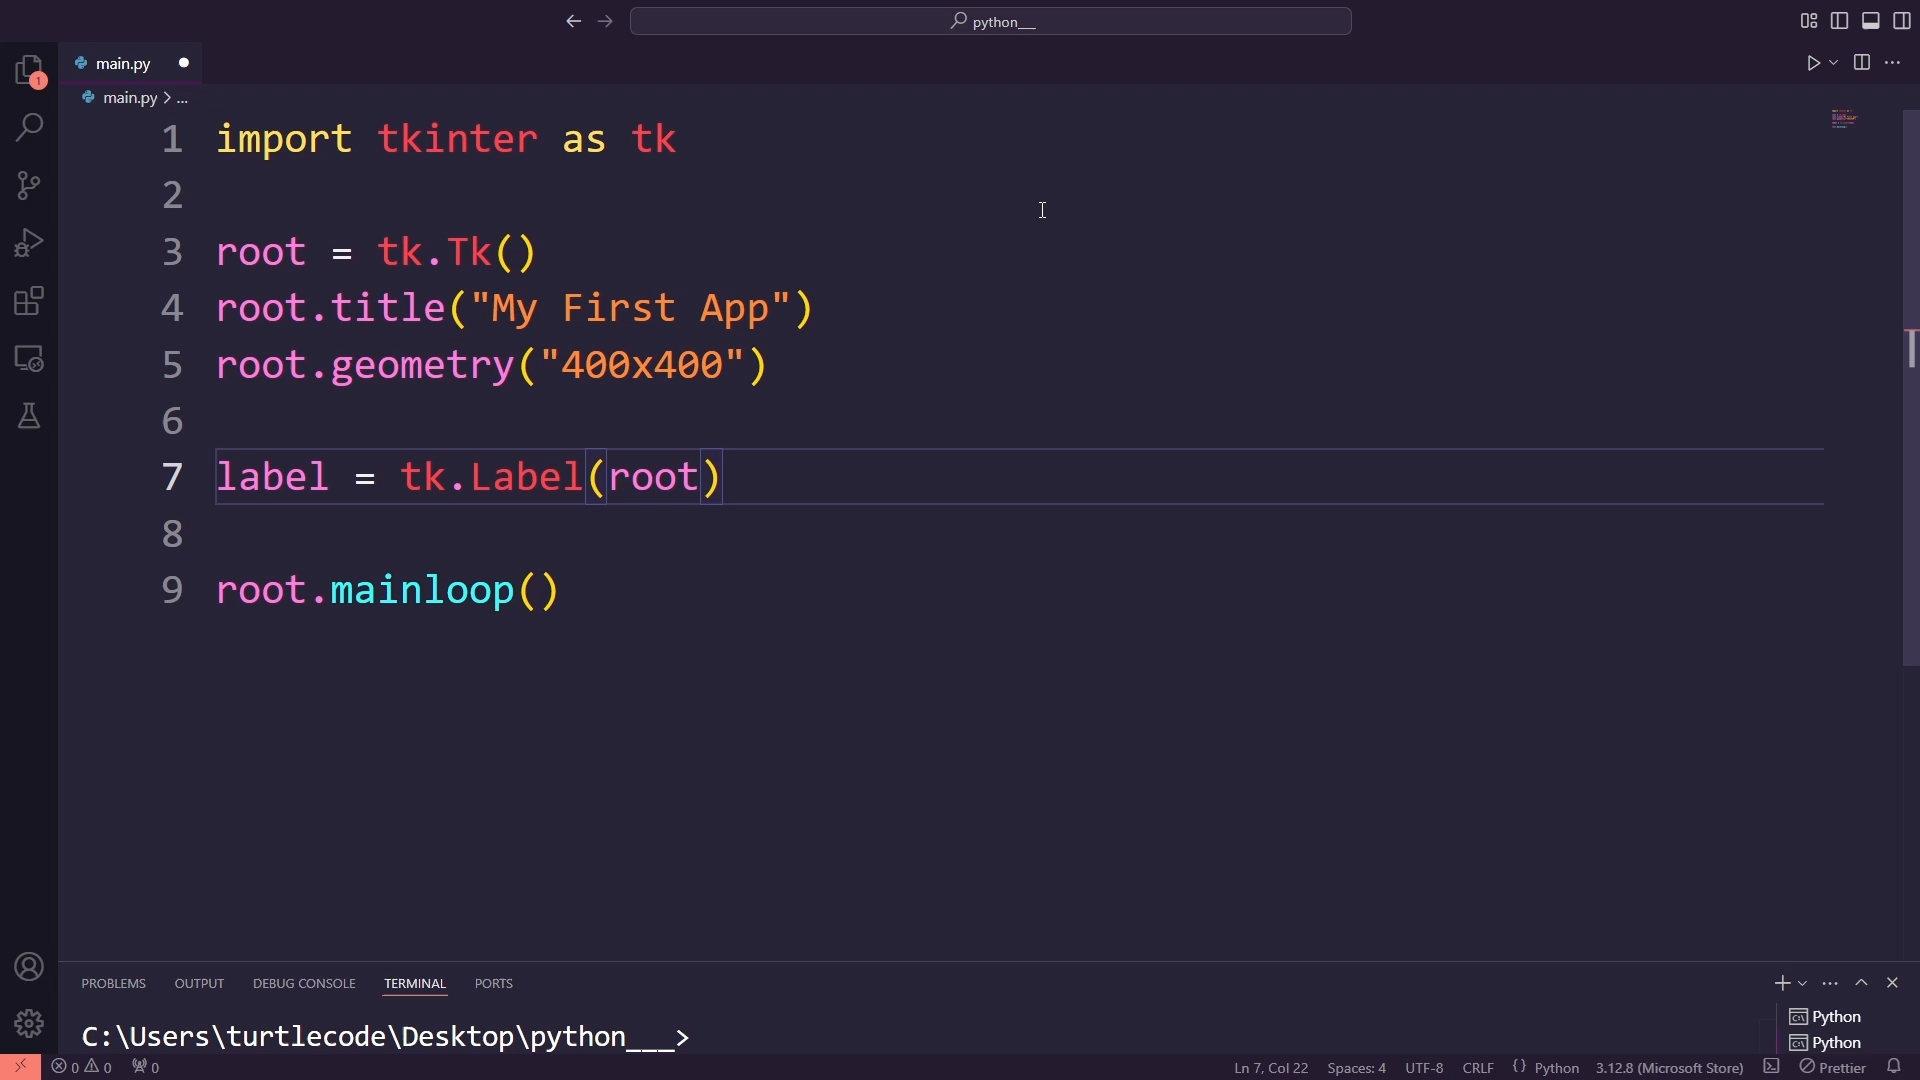 python___
main.py
main.py > ...
1 import tkinter as tk
2
3 root = tk.Tk()
4 root.title("My First App")
5 root.geometry("400x400")
6
7 label = tk.Label(root)
8
9 root.mainloop()
1
PROBLEMS OUTPUT DEBUG CONSOLE TERMINAL PORTS
C:\Users\turtlecode\Desktop\python___>
Python
Python
0 0 0 Ln 7, Col 22 Spaces: 4 UTF-8 CRLF {} Python 3.12.8 (Microsoft Store) Prettier